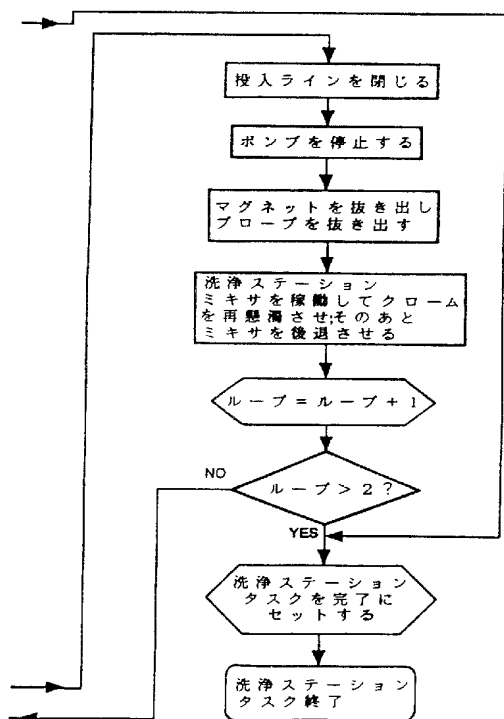 投入ラインを閉じる
ポンプを停止する
マグネットを抜き出し
プローブを抜き出す
洗浄ステーション
ミキサを稼働してクローム
を再懸濁させ;そのあと
ミキサを後退させる
ループ=ループ+1
ループ>2?
NO
YES
洗浄ステーション
タスクを完了に
セットする
洗浄ステーション
タスク終了